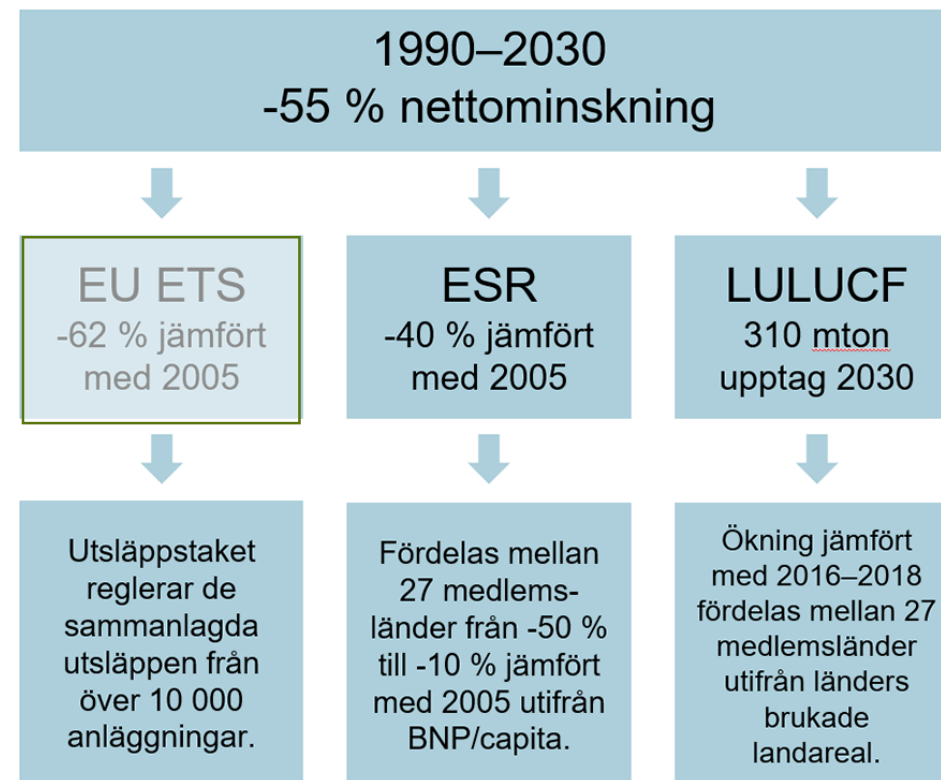 1990–2030
-55 % nettominskning
EU ETS
-62 % jämfört
med 2005
ESR
-40 % jämfört
med 2005
LULUCF
310 mton
upptag 2030
Utsläppstaket
reglerar de
sammanlagda
utsläppen från
över 10 000
anläggningar.
Fördelas mellan
27 medlems-
länder från -50 %
till -10 % jämfört
med 2005 utifrån
BNP/capita.
Ökning jämfört
med 2016–2018
fördelas mellan 27
medlemsländer
utifrån länders
brukade
landareal.